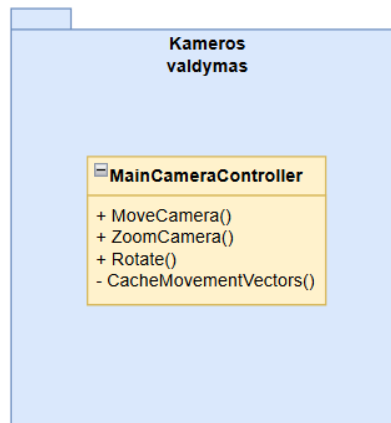 Kameros
valdymas
MainCameraController
+ MoveCamera()
+ ZoomCamera()
+ Rotate()
- CacheMovementVectors()